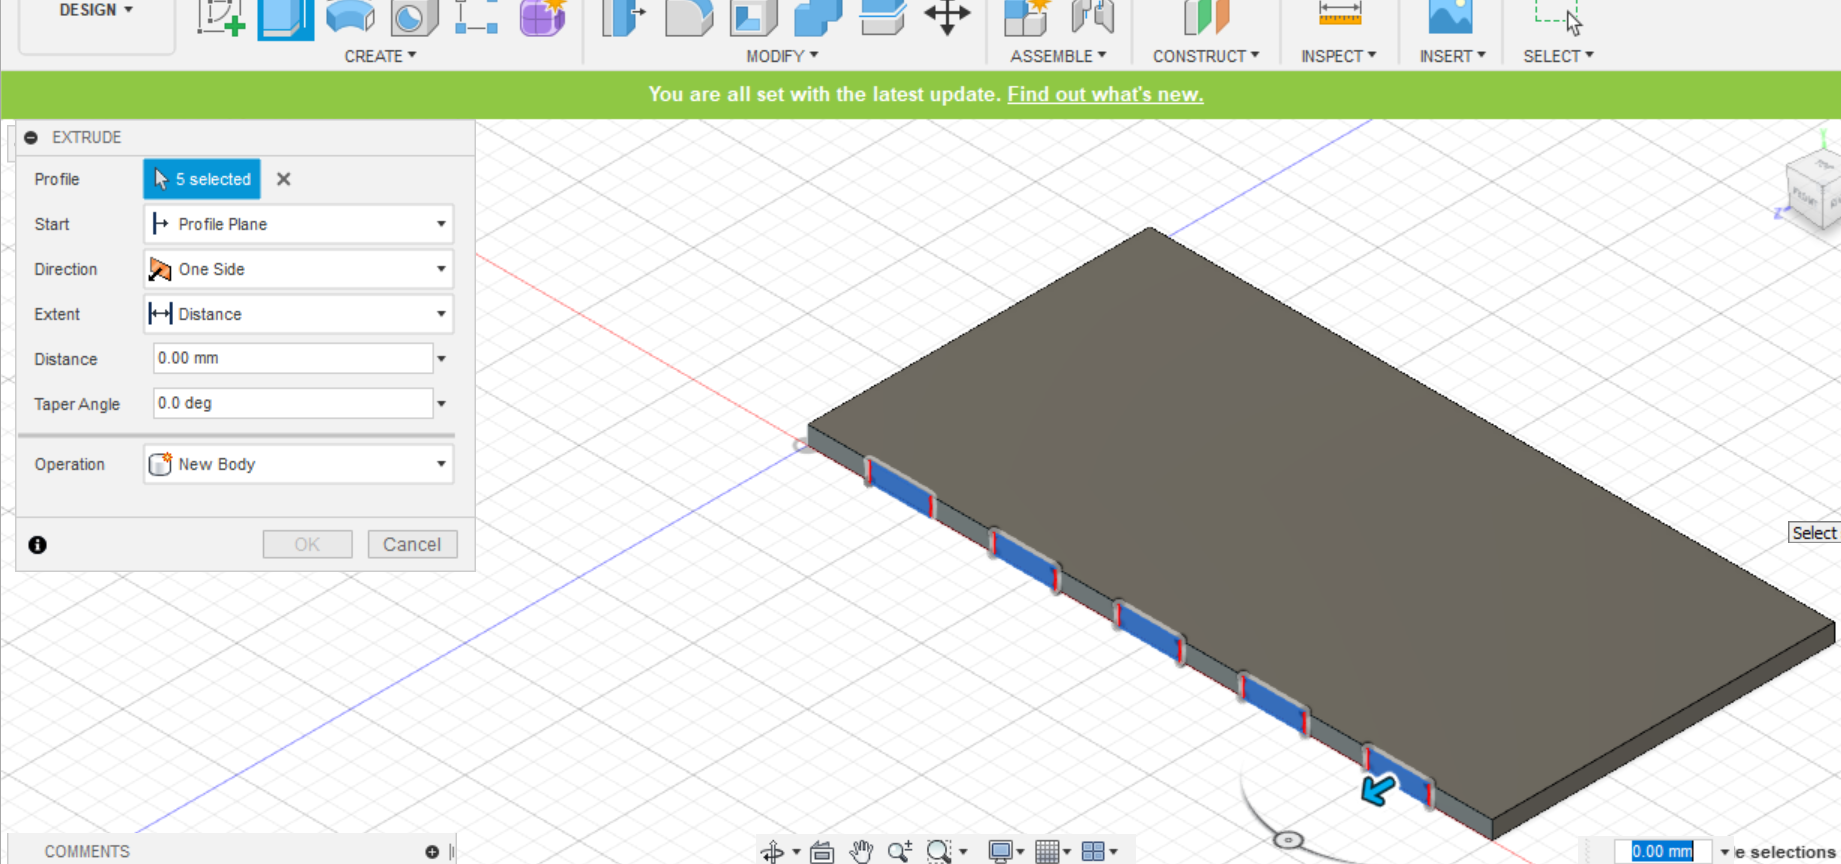 DESIGN
CREATE
MODIFY
ASSEMBLE
CONSTRUCT
INSPECT
INSERT
SELECT
You are all set with the latest update. Find out what's new.
EXTRUDE
Profile
5 selected
Start
Profile Plane
Direction
One Side
Extent
Distance
Distance
0.00 mm
Taper Angle
0.0 deg
Operation
New Body
OK
Cancel
TOP
FRONT
Z
Select
COMMENTS
0.00 mm
e selections